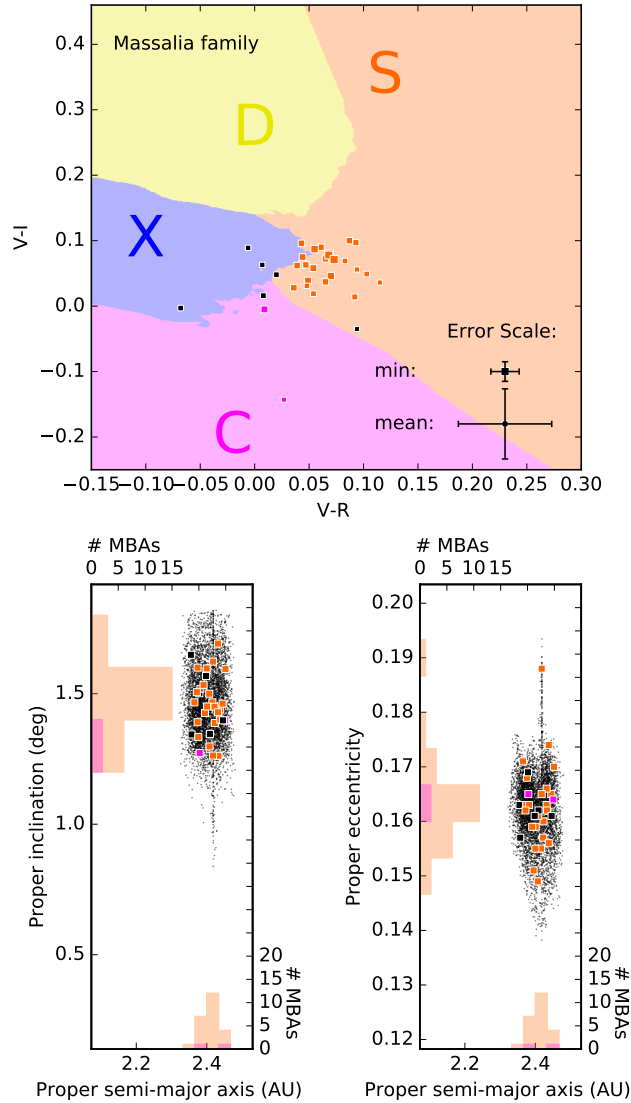 0.4
0.3
0.2
0.1
0.0
−0.1
−0.2
V-I
Massalia family
S
D
X
C
Error Scale:
min:
mean:
−0.15
−0.10
−0.05
0.00
0.05
0.10
0.15
0.20
0.25
0.30
V-R
# MBAs
0 5 10 15
1.5
1.0
0.5
Proper inclination (deg)
20
15
10
5
0
# MBAs
2.2 2.4
Proper semi-major axis (AU)
# MBAs
0 5 10 15
0.20
0.19
0.18
0.17
0.16
0.15
0.14
0.13
0.12
Proper eccentricity
20
15
10
5
0
# MBAs
2.2 2.4
Proper semi-major axis (AU)